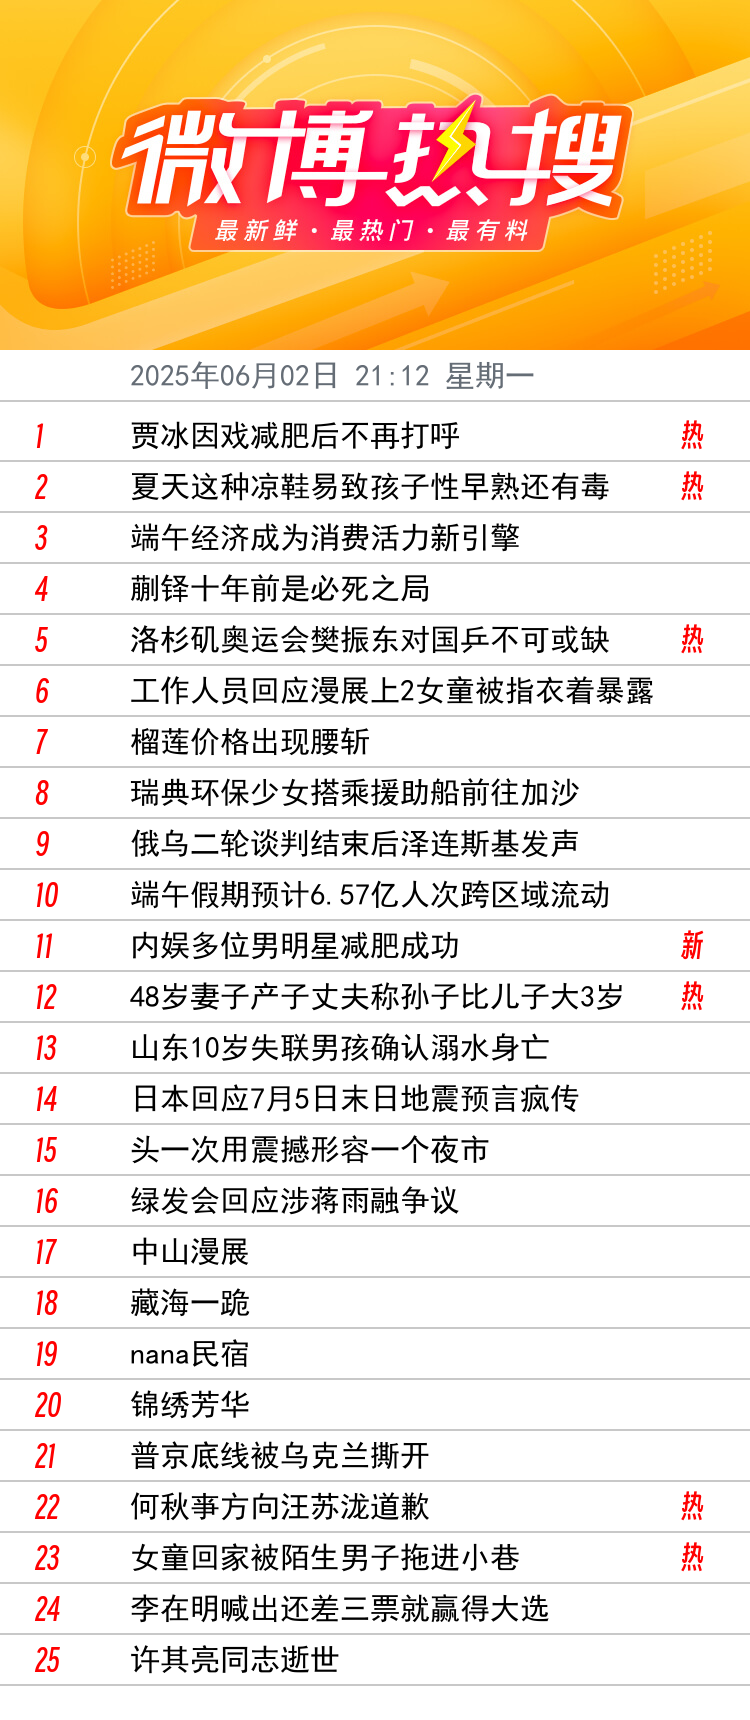 微博热搜
最新鲜·最热门·最有料
2025年06月02日 21:12 星期一
1 贾冰因戏减肥后不再打呼 热
2 夏天这种凉鞋易致孩子性早熟还有毒 热
3 端午经济成为消费活力新引擎
4 蒯铎十年前是必死之局
5 洛杉矶奥运会樊振东对国乒不可或缺 热
6 工作人员回应漫展上2女童被指衣着暴露
7 榴莲价格出现腰斩
8 瑞典环保少女搭乘援助船前往加沙
9 俄乌二轮谈判结束后泽连斯基发声
10 端午假期预计6.57亿人次跨区域流动
11 内娱多位男明星减肥成功 新
12 48岁妻子产子丈夫称孙子比儿子大3岁 热
13 山东10岁失联男孩确认溺水身亡
14 日本回应7月5日末日地震预言疯传
15 头一次用震撼形容一个夜市
16 绿发会回应涉蒋雨融争议
17 中山漫展
18 藏海一跪
19 nana民宿
20 锦绣芳华
21 普京底线被乌克兰撕开
22 何秋亊方向汪苏泷道歉 热
23 女童回家被陌生男子拖进小巷 热
24 李在明喊出还差三票就赢得大选
25 许其亮同志逝世